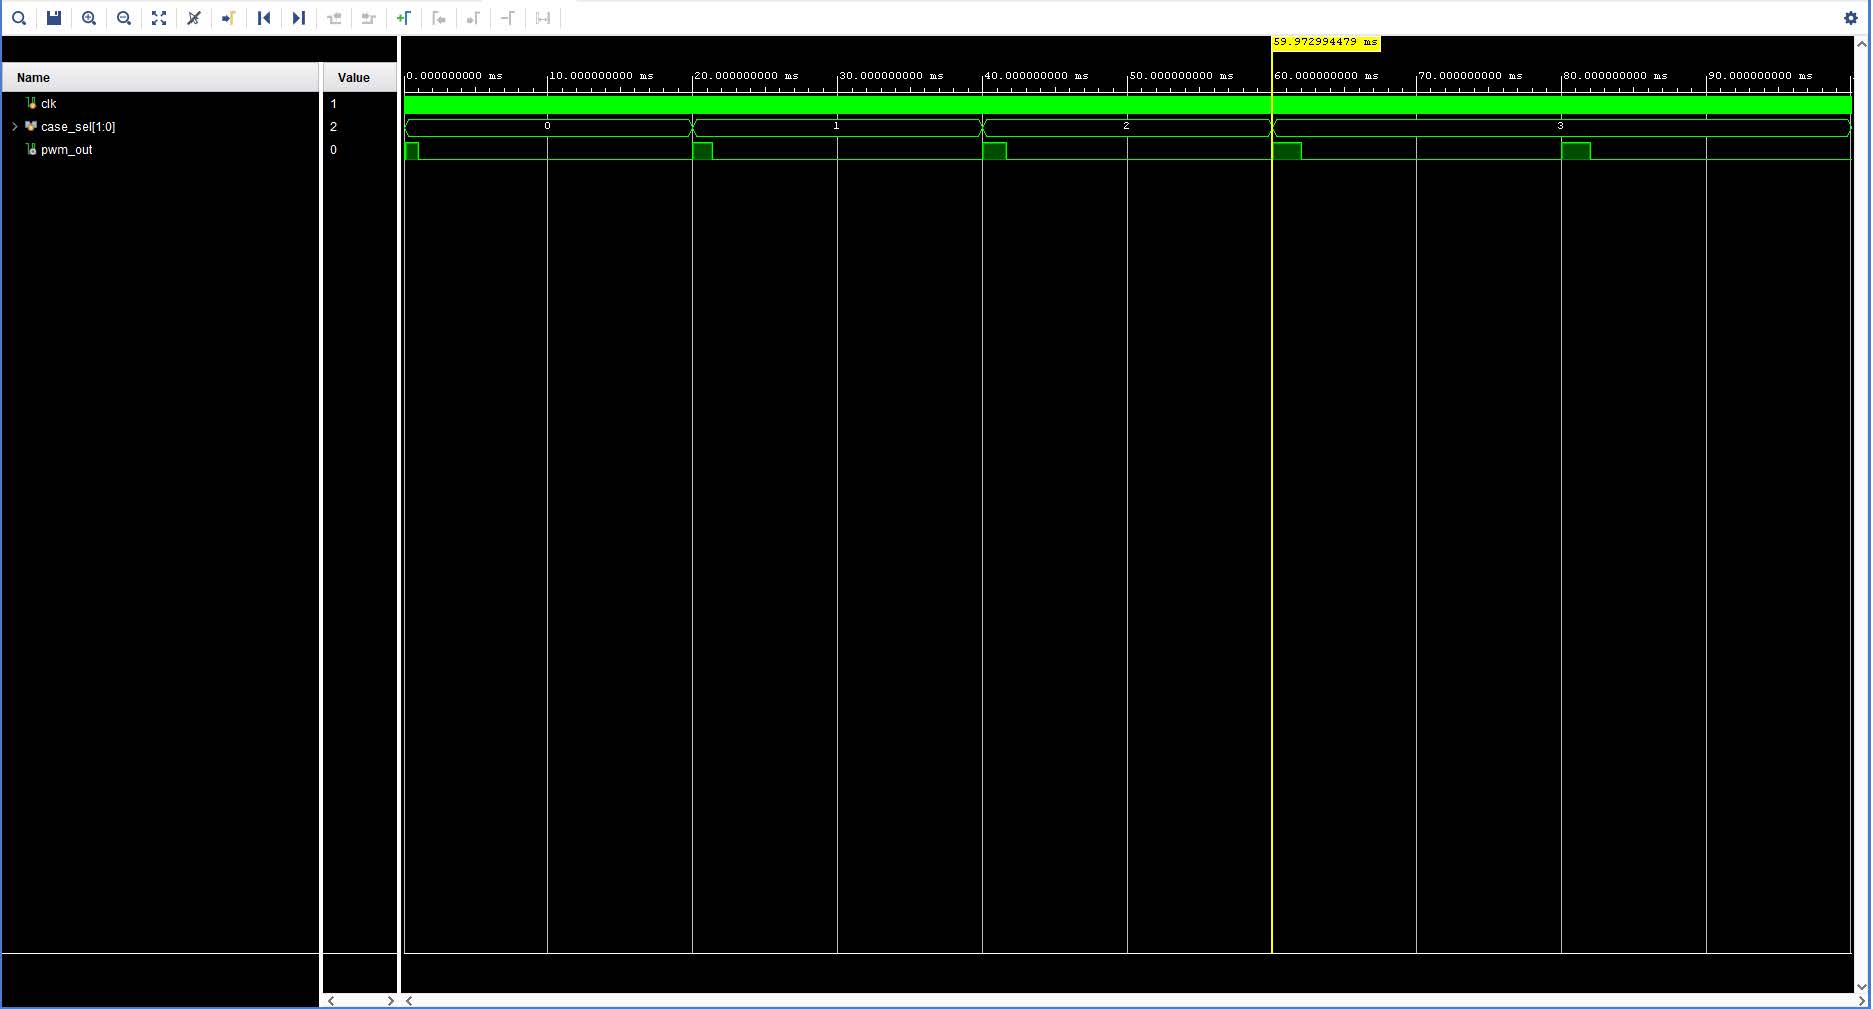 59.972994479 ms
Name
Value
0.000000000 ms
10.000000000 ms
20.000000000 ms
30.000000000 ms
40.000000000 ms
50.000000000 ms
60.000000000 ms
70.000000000 ms
80.000000000 ms
90.000000000 ms
clk
1
case_sel[1:0]
2
0
1
2
3
pwm_out
0